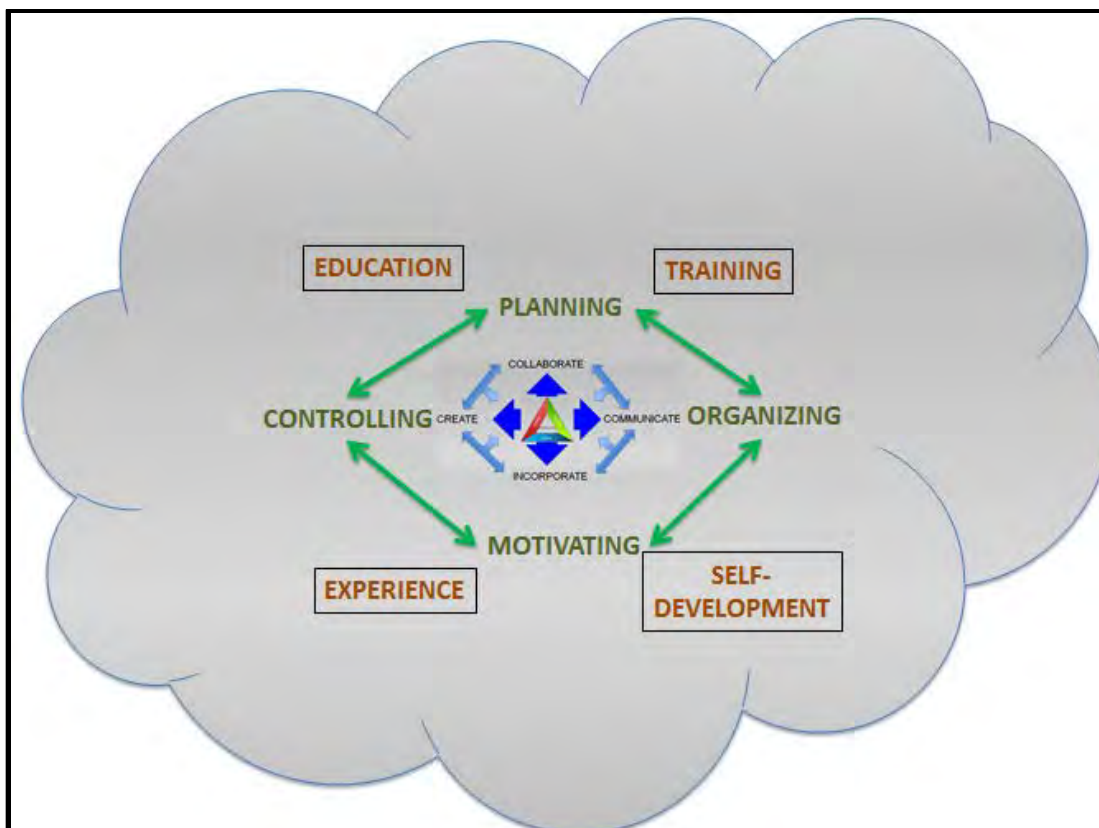 EDUCATION
TRAINING
PLANNING
COLLABORATE
CONTROLLING
CREATE
COMMUNICATE
ORGANIZING
INCORPORATE
MOTIVATING
EXPERIENCE
SELF-
DEVELOPMENT